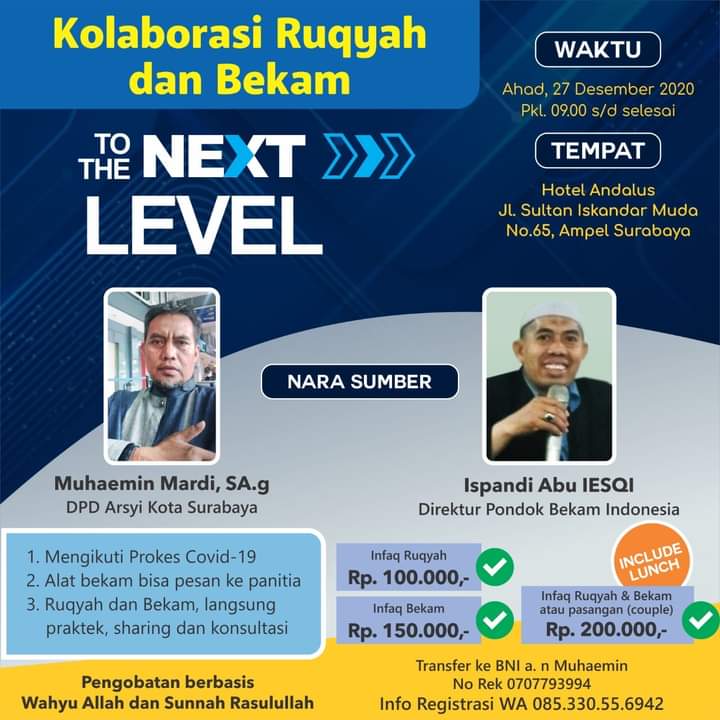 Kolaborasi Ruqyah
dan Bekam
TO
THE NEXT
LEVEL
WAKTU
Ahad, 27 Desember 2020
Pkl. 09.00 s/d selesai
TEMPAT
Hotel Andalus
Jl. Sultan Iskandar Muda
No.65, Ampel Surabaya
NARA SUMBER
Muhaemin Mardi, SA.g
DPD Arsyi Kota Surabaya
Ispandi Abu IESQI
Direktur Pondok Bekam Indonesia
1. Mengikuti Prokes Covid-19
2. Alat bekam bisa pesan ke panitia
3. Ruqyah dan Bekam, langsung
praktek, sharing dan konsultasi
Infaq Ruqyah
Rp. 100.000,-
Infaq Bekam
Rp. 150.000,-
INCLUDE
LUNCH
Infaq Ruqyah & Bekam
atau pasangan (couple)
Rp. 200.000,-
Pengobatan berbasis
Wahyu Allah dan Sunnah Rasulullah
Transfer ke BNI a. n Muhaemin
No Rek 0707793994
Info Registrasi WA 085.330.55.6942